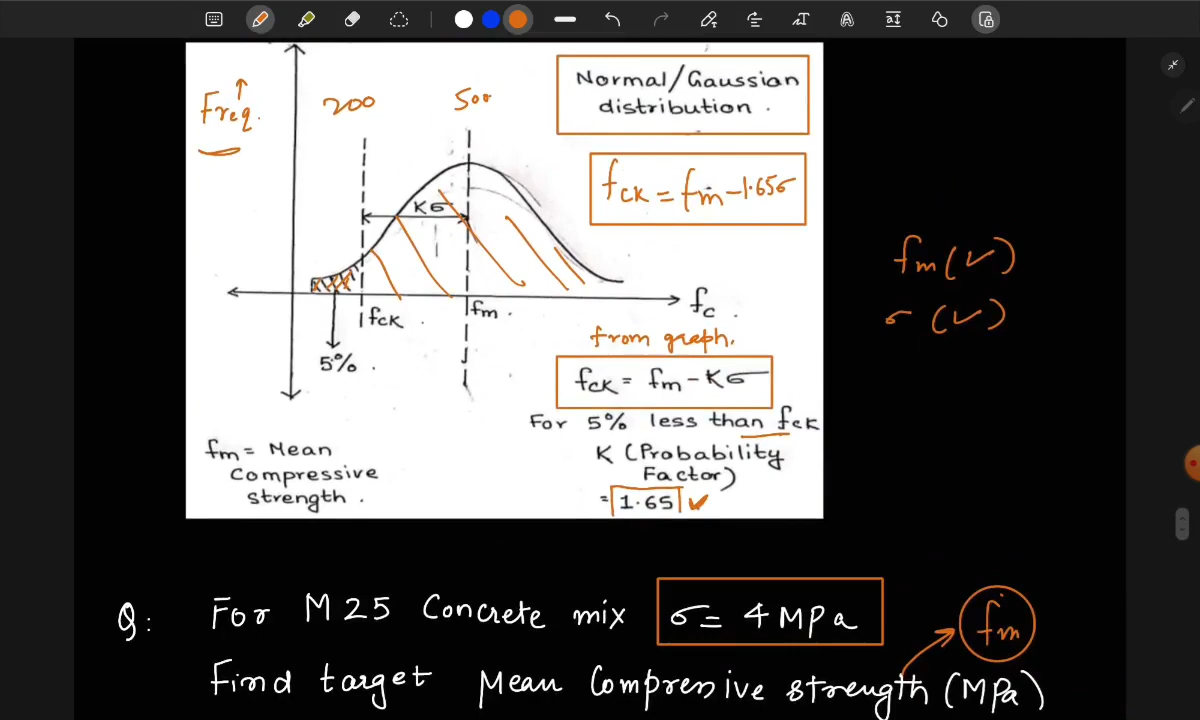 Freq.
200
500
Normal/Gaussian
distribution.
fck = fm - 1.65σ
Kσ
fm (✓)
σ (✓)
fck.
fm.
fc.
5%.
from graph.
fck = fm - Kσ
For 5% less than fck
K (Probability
Factor)
= 1.65 ✓
fm = Mean
Compressive
strength.
Q: For M25 Concrete mix σ = 4 MPa
fm
Find target Mean Compressive strength (MPa)